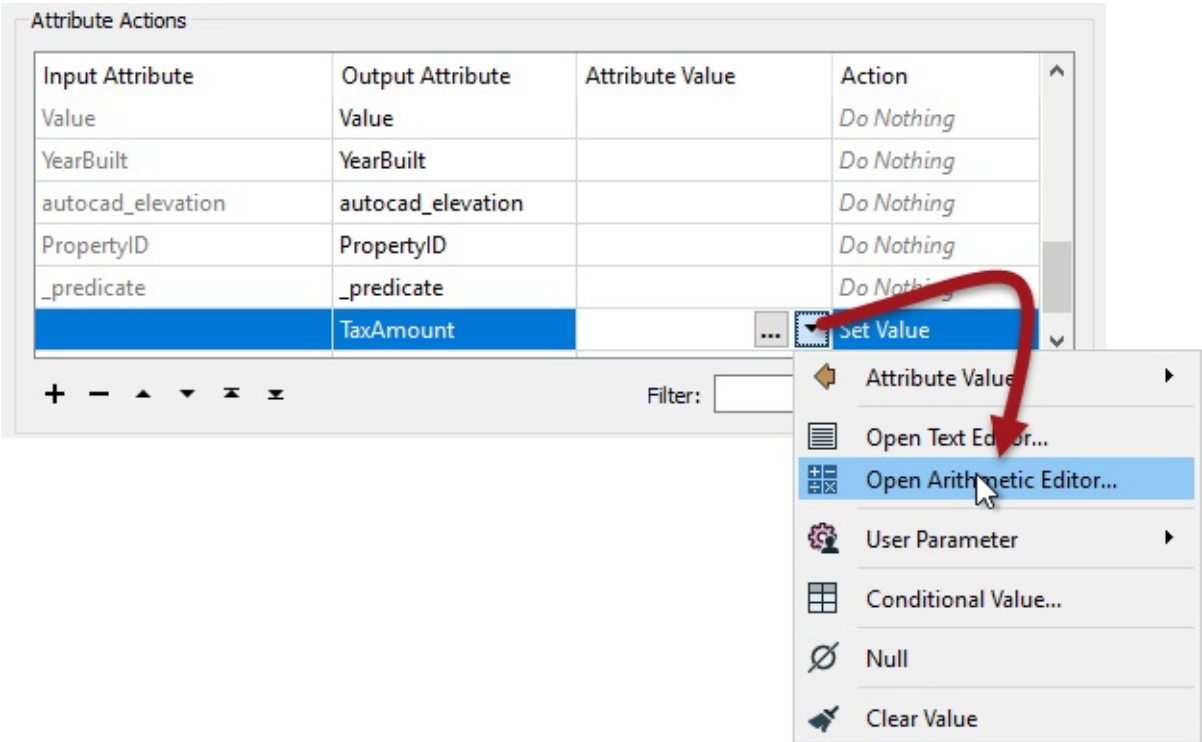 Attribute Actions
Input Attribute Output Attribute Attribute Value Action
Value Value Do Nothing
YearBuilt YearBuilt Do Nothing
autocad_elevation autocad_elevation Do Nothing
PropertyID PropertyID Do Nothing
_predicate _predicate Do Nothing
TaxAmount ... Set Value
Filter:
Attribute Value
Open Text Editor...
Open Arithmetic Editor...
User Parameter
Conditional Value...
Null
Clear Value